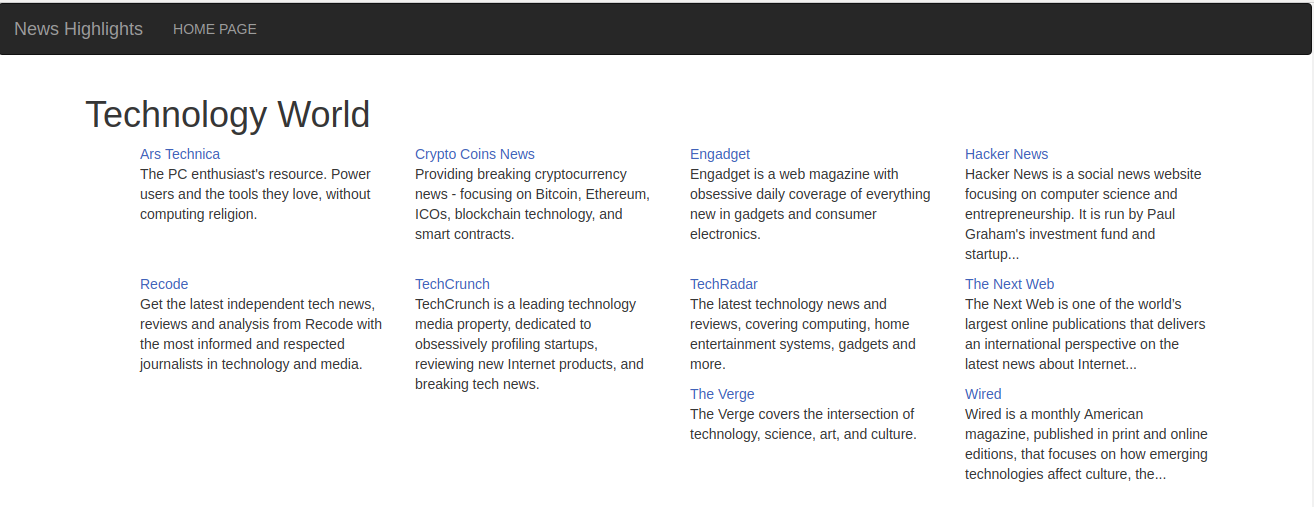 News Highlights
HOME PAGE
Technology World
Ars Technica
The PC enthusiast's resource. Power
users and the tools they love, without
computing religion.
Crypto Coins News
Providing breaking cryptocurrency
news - focusing on Bitcoin, Ethereum,
ICOs, blockchain technology, and
smart contracts.
Engadget
Engadget is a web magazine with
obsessive daily coverage of everything
new in gadgets and consumer
electronics.
Hacker News
Hacker News is a social news website
focusing on computer science and
entrepreneurship. It is run by Paul
Graham's investment fund and
startup...
Recode
Get the latest independent tech news,
reviews and analysis from Recode with
the most informed and respected
journalists in technology and media.
TechCrunch
TechCrunch is a leading technology
media property, dedicated to
obsessively profiling startups,
reviewing new Internet products, and
breaking tech news.
TechRadar
The latest technology news and
reviews, covering computing, home
entertainment systems, gadgets and
more.
The Next Web
The Next Web is one of the world’s
largest online publications that delivers
an international perspective on the
latest news about Internet...
The Verge
The Verge covers the intersection of
technology, science, art, and culture.
Wired
Wired is a monthly American
magazine, published in print and online
editions, that focuses on how emerging
technologies affect culture, the...